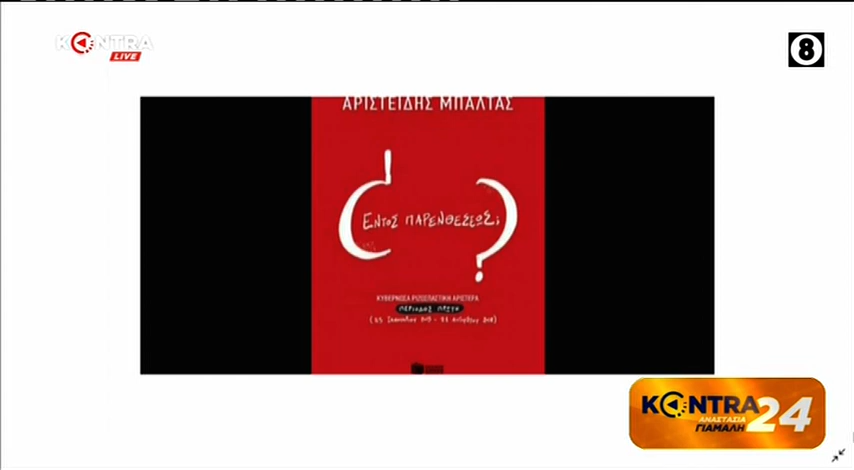 KONTRA
LIVE
8
ΑΡΙΣΤΕΙΔΗΣ ΜΠΑΛΤΑΣ
ΕΝΤΟΣ ΠΑΡΕΝΘΕΣΕΩΣ;
ΚΥΒΕΡΝΩΣΑ ΡΙΖΟΣΠΑΣΤΙΚΗ ΑΡΙΣΤΕΡΑ
ΠΕΡΙΟΔΟΣ ΠΡΩΤΗ
KONTRA 24
ΑΝΑΣΤΑΣΙΑ
ΓΙΑΜΑΛΗ